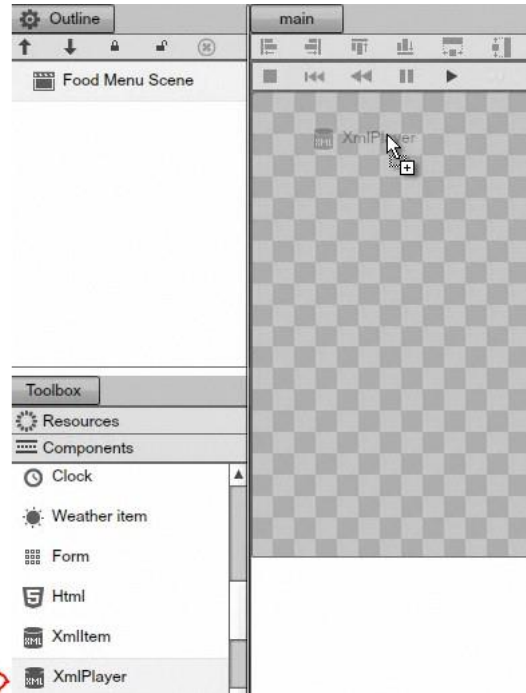 Outline
Food Menu Scene
main
XmlPlayer
Toolbox
Resources
Components
Clock
Weather item
Form
Html
XmlItem
XmlPlayer